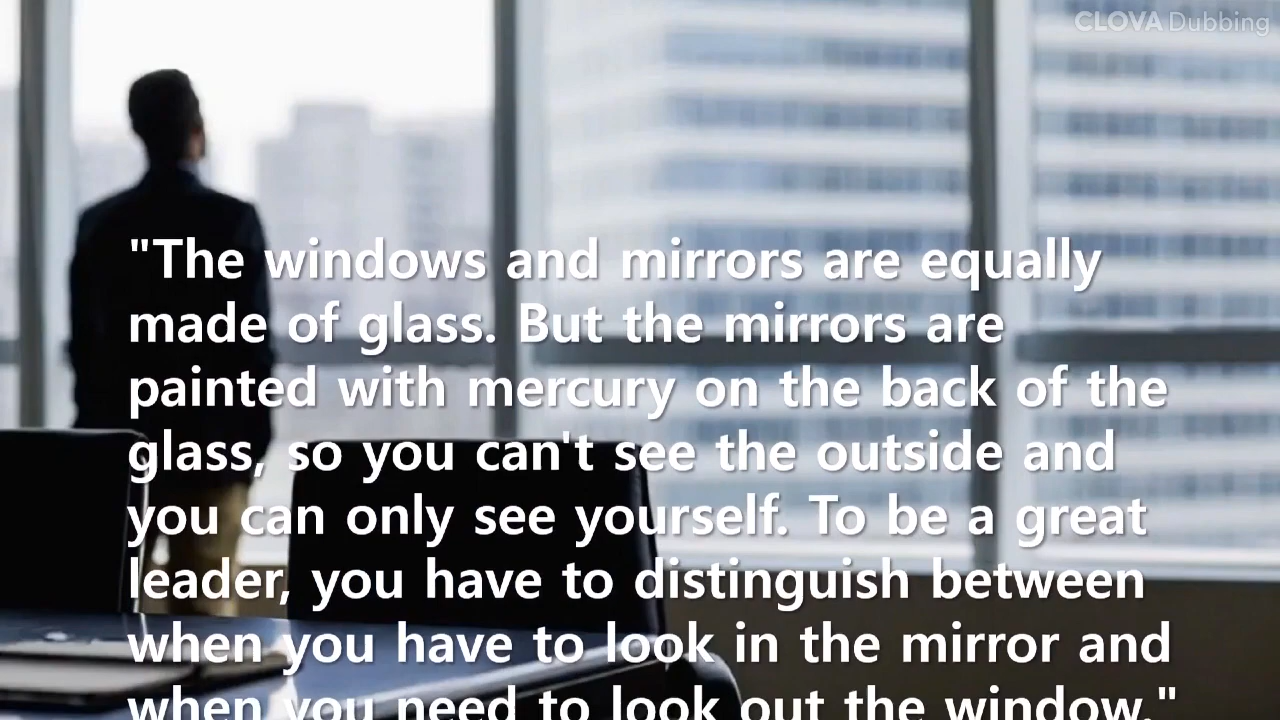 CLOVA Dubbing
"The windows and mirrors are equally
made of glass. But the mirrors are
painted with mercury on the back of the
glass, so you can't see the outside and
you can only see yourself. To be a great
leader, you have to distinguish between
when you have to look in the mirror and
when you need to look out the window."